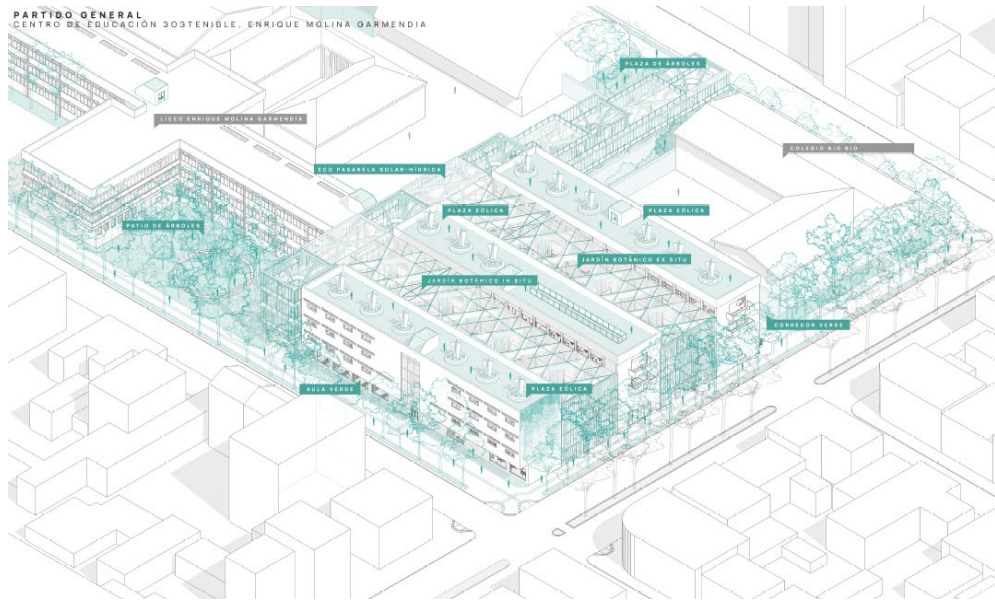 PARTIDO GENERAL
CENTRO DE EDUCACIÓN SO3TENIBLE, ENRIQUE MOLINA GARMENDIA
PLAZA DE ÁRBOLES
LICEO ENRIQUE MOLINA GARMENDIA
COLEGIO BIO BIO
ECO PASARELA SOLAR-HÍDRICA
PLAZA EÓLICA
PLAZA EÓLICA
PATIO DE ÁRBOLES
JARDÍN BOTÁNICO EX SITU
JARDÍN BOTÁNICO IN SITU
CORREDOR VERDE
AULA VERDE
PLAZA EÓLICA